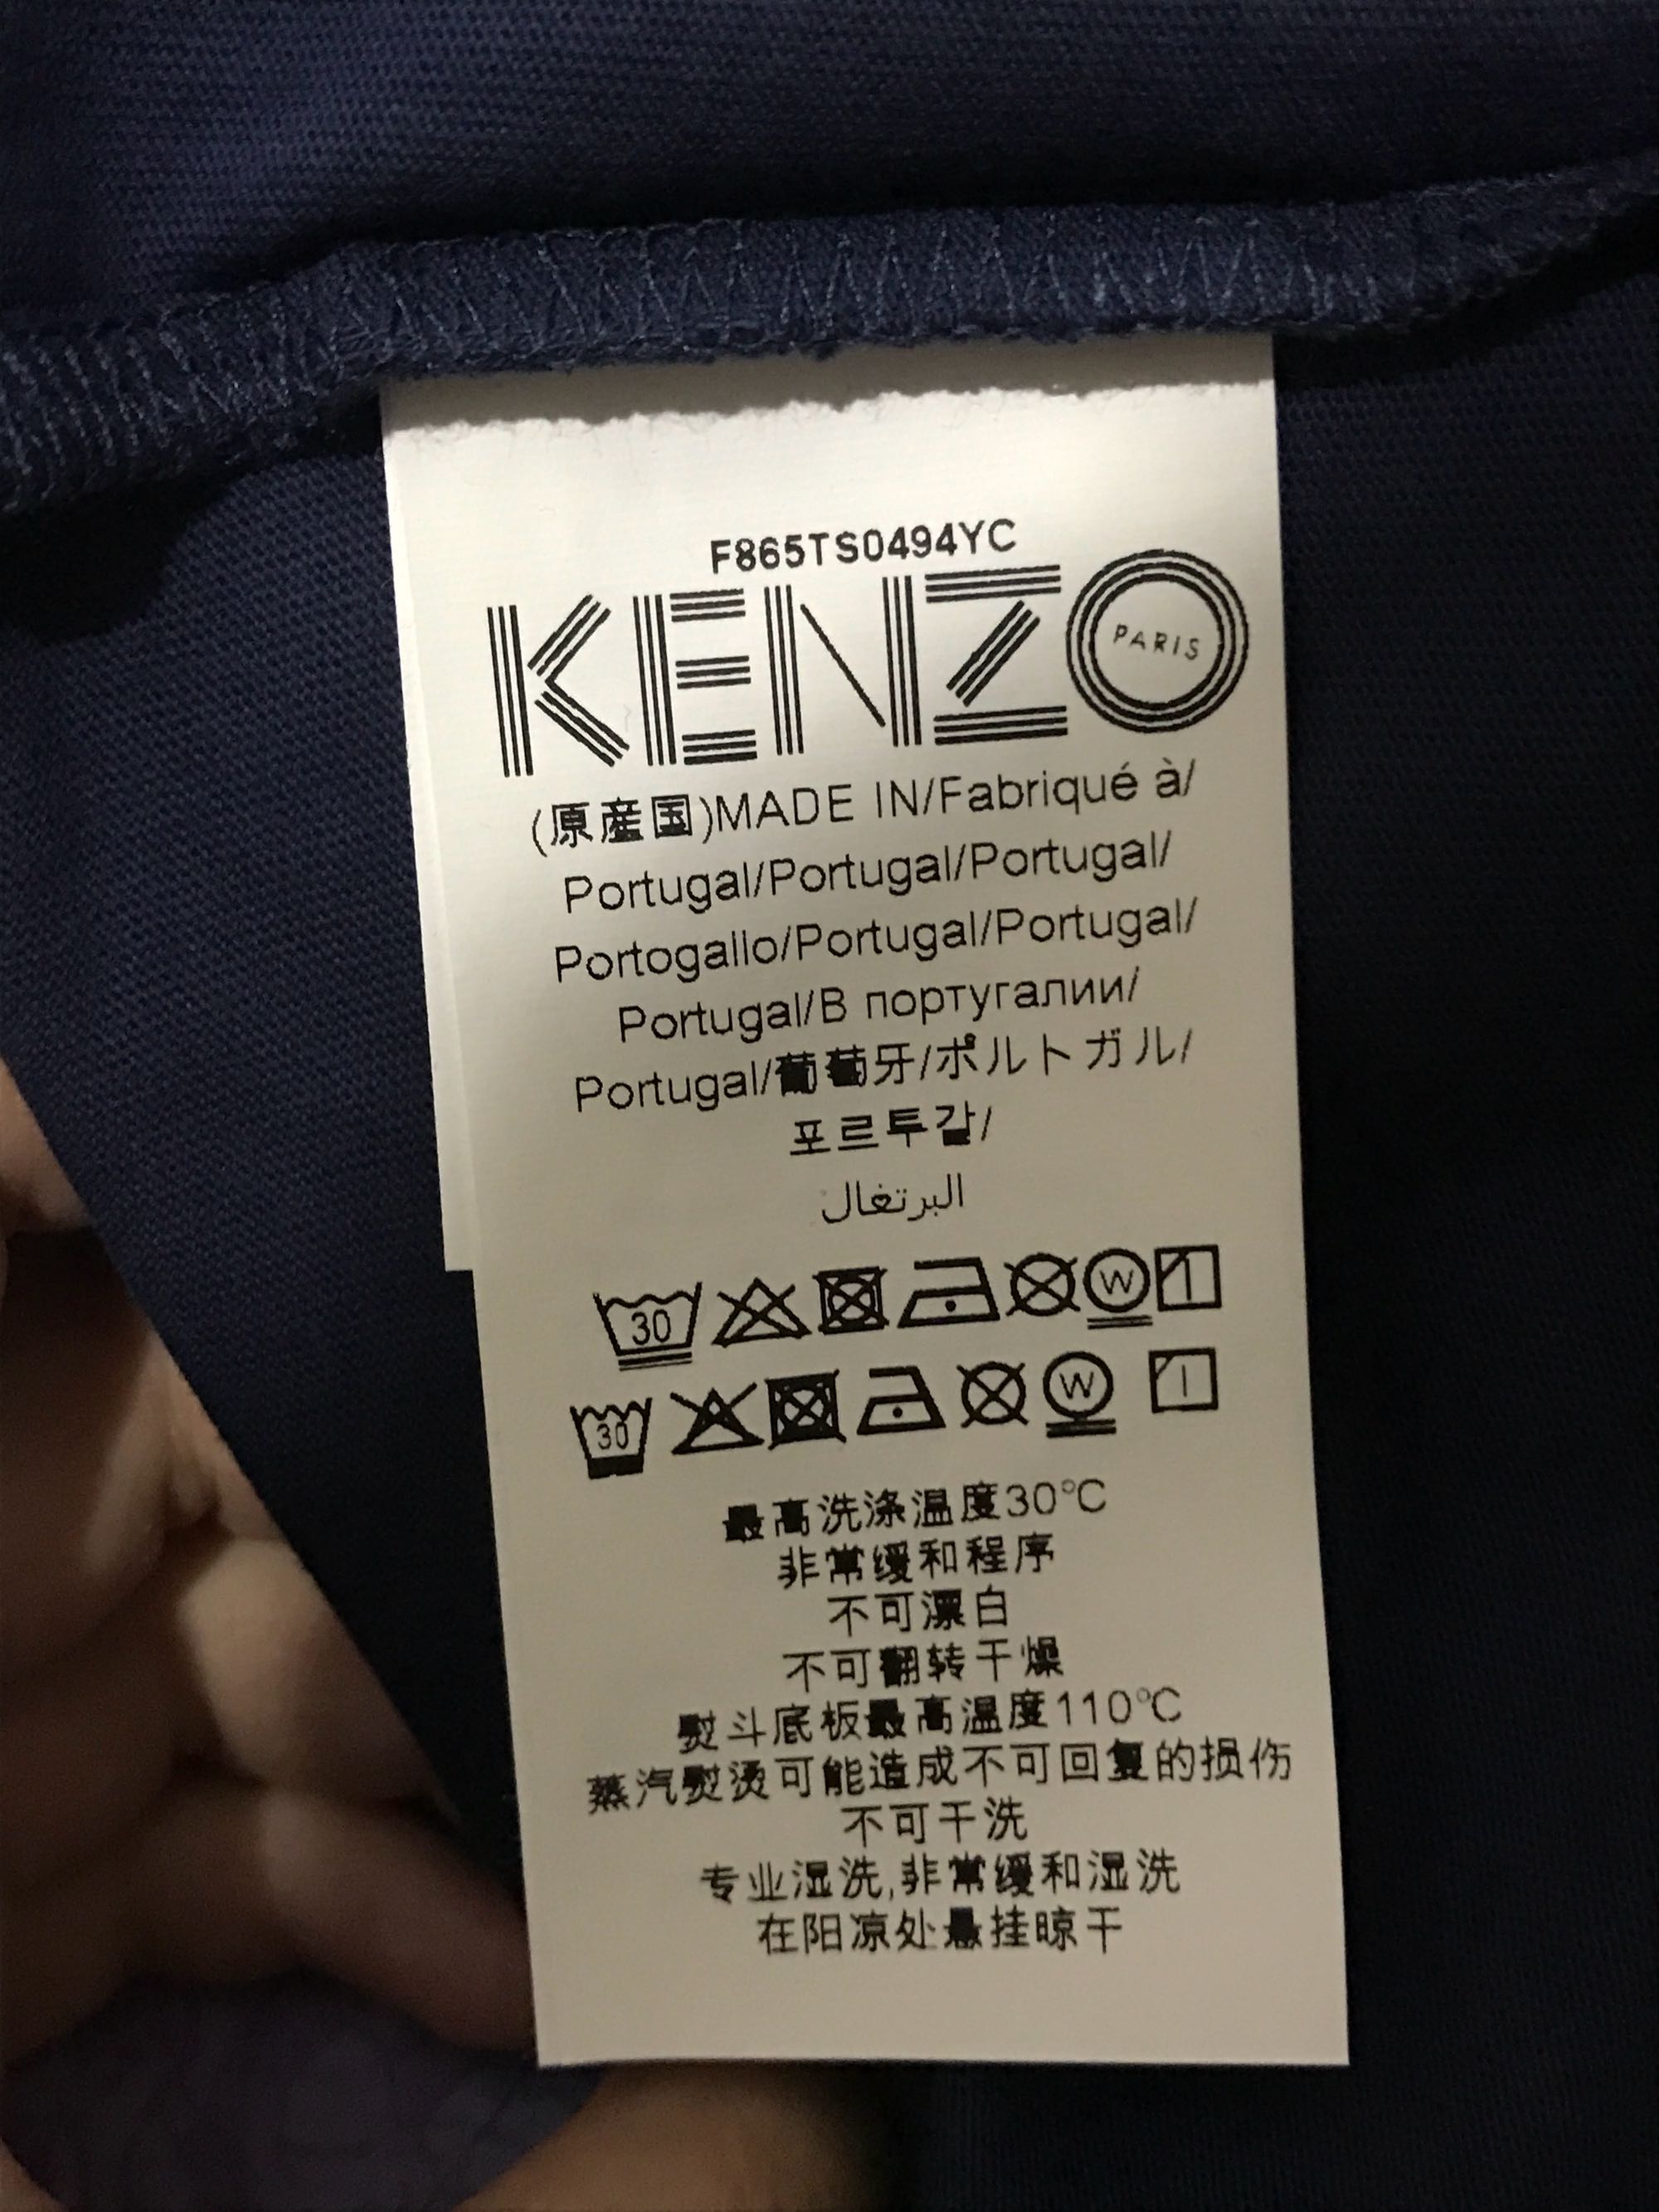 F865TS0494YC
KENZO PARIS
(原産国)MADE IN/Fabriqué à/
Portugal/Portugal/Portugal/
Portogallo/Portugal/Portugal/
Portugal/В португалии/
Portugal/葡萄牙/ポルトガル/
포르투갈/
البرتغال
30 W
30 W
最高洗涤温度30°C
非常缓和程序
不可漂白
不可翻转干燥
熨斗底板最高温度110°C
蒸汽熨烫可能造成不可回复的损伤
不可干洗
专业湿洗,非常缓和湿洗
在阳凉处悬挂晾干